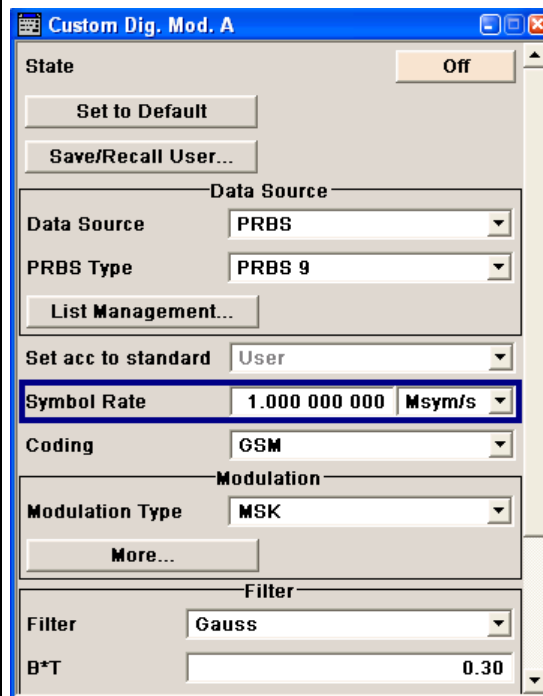 Custom Dig. Mod. A
State Off
Set to Default
Save/Recall User...
Data Source
Data Source PRBS
PRBS Type PRBS 9
List Management...
Set acc to standard User
Symbol Rate 1.000 000 000 Msym/s
Coding GSM
Modulation
Modulation Type MSK
More...
Filter
Filter Gauss
B*T 0.30